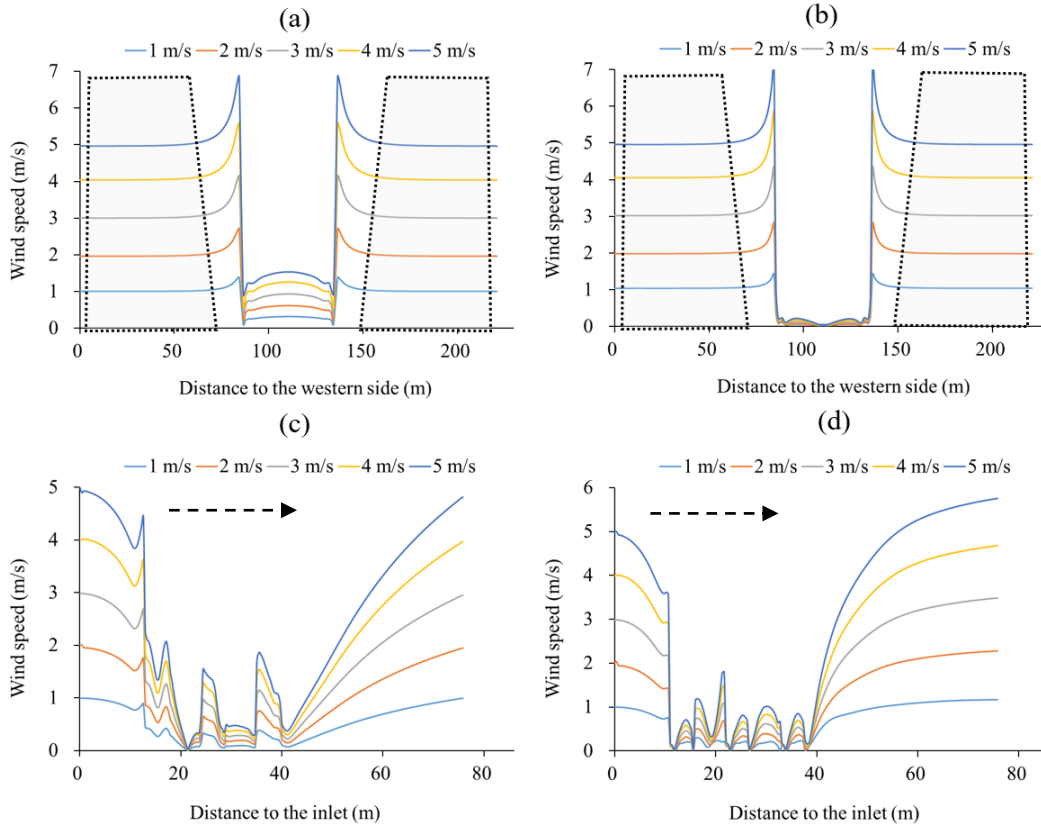 (a)
1 m/s 2 m/s 3 m/s 4 m/s 5 m/s
7
6
5
4
3
2
1
0
Wind speed (m/s)
0 50 100 150 200
Distance to the western side (m)
(b)
1 m/s 2 m/s 3 m/s 4 m/s 5 m/s
7
6
5
4
3
2
1
0
Wind speed (m/s)
0 50 100 150 200
Distance to the western side (m)
(c)
1 m/s 2 m/s 3 m/s 4 m/s 5 m/s
5
4
3
2
1
0
Wind speed (m/s)
0 20 40 60 80
Distance to the inlet (m)
(d)
1 m/s 2 m/s 3 m/s 4 m/s 5 m/s
6
5
4
3
2
1
0
Wind speed (m/s)
0 20 40 60 80
Distance to the inlet (m)